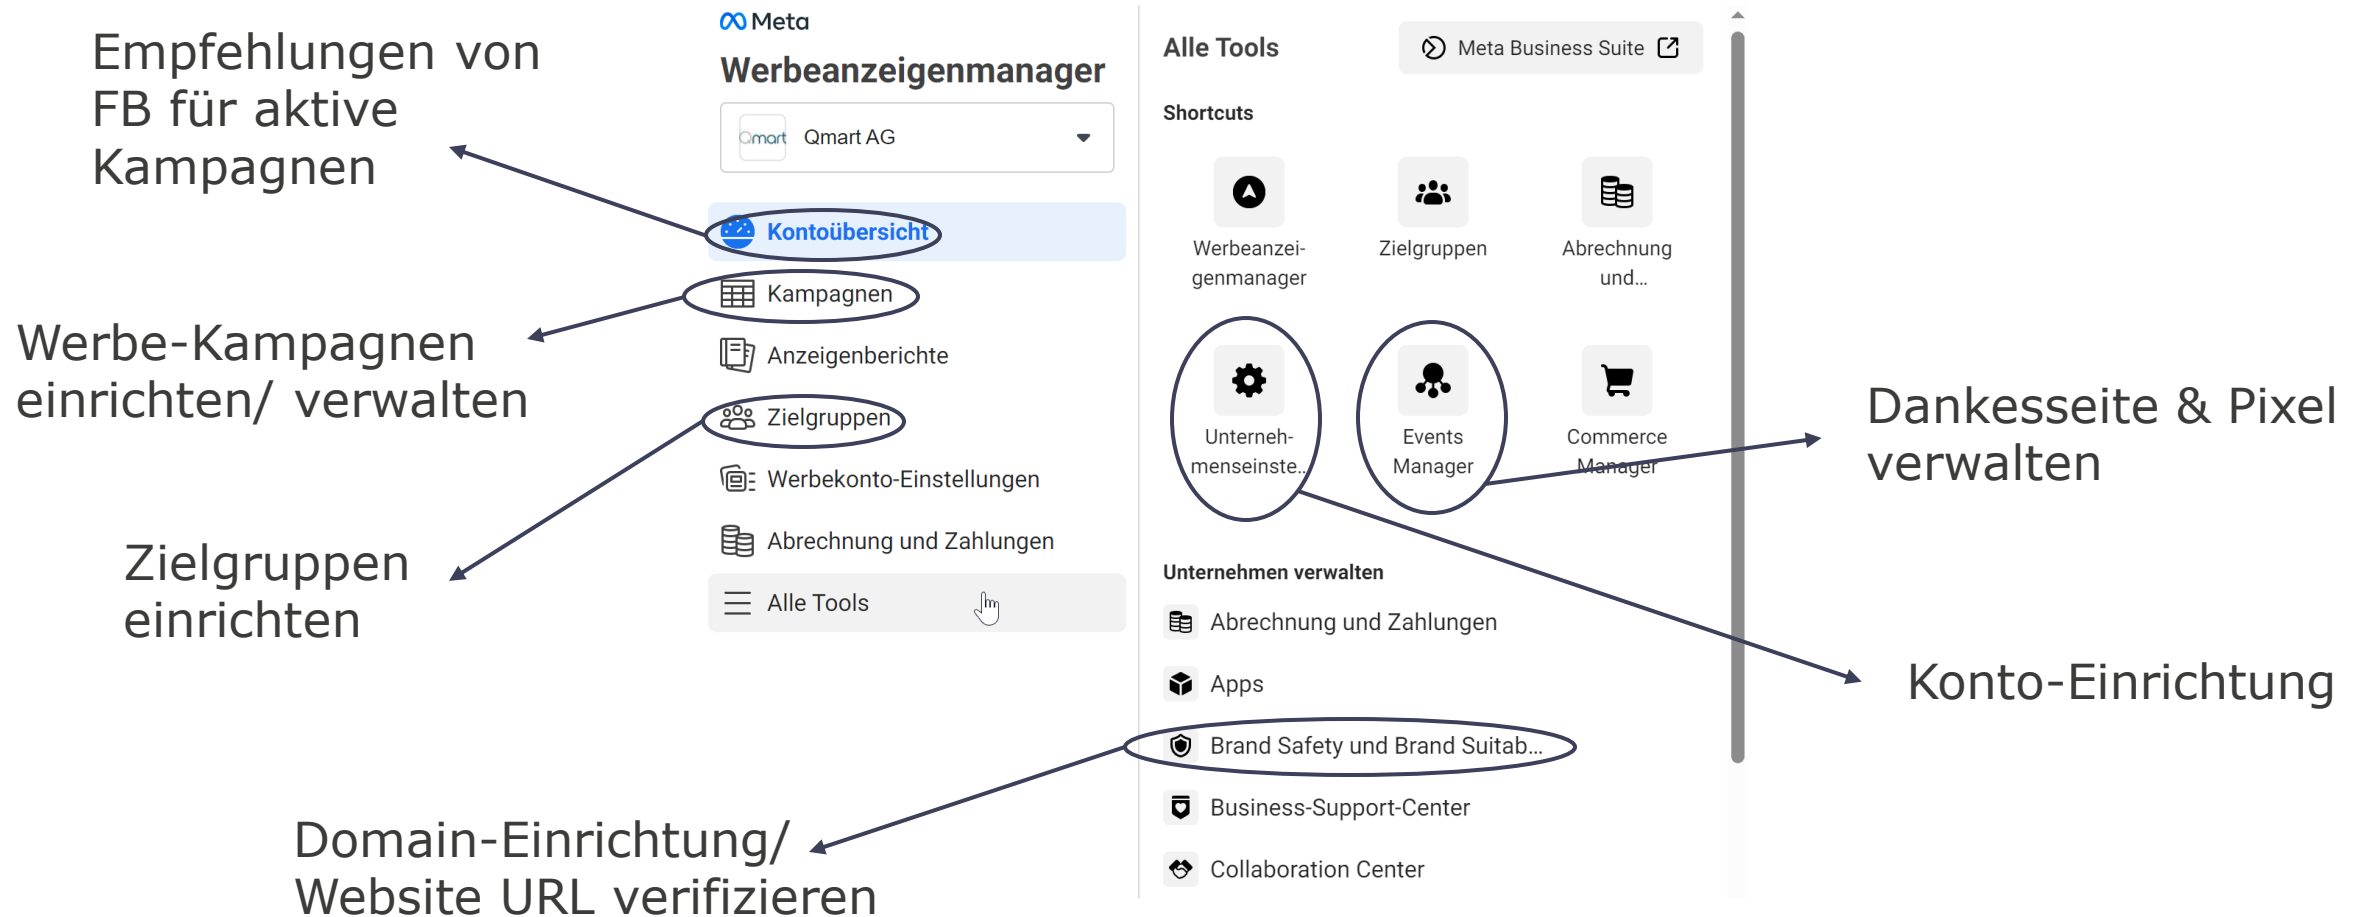 Empfehlungen von
FB für aktive
Kampagnen
Werbe-Kampagnen
einrichten/ verwalten
Zielgruppen
einrichten
Domain-Einrichtung/
Website URL verifizieren
Meta
Werbeanzeigenmanager
Qmart
Qmart AG
Kontoübersicht
Kampagnen
Anzeigenberichte
Zielgruppen
Werbekonto-Einstellungen
Abrechnung und Zahlungen
Alle Tools
Alle Tools
Meta Business Suite
Shortcuts
Werbeanzei-
genmanager
Zielgruppen
Abrechnung
und...
Unterneh-
menseinste...
Events
Manager
Commerce
Manager
Unternehmen verwalten
Abrechnung und Zahlungen
Apps
Brand Safety und Brand Suitab...
Business-Support-Center
Collaboration Center
Dankesseite & Pixel
verwalten
Konto-Einrichtung